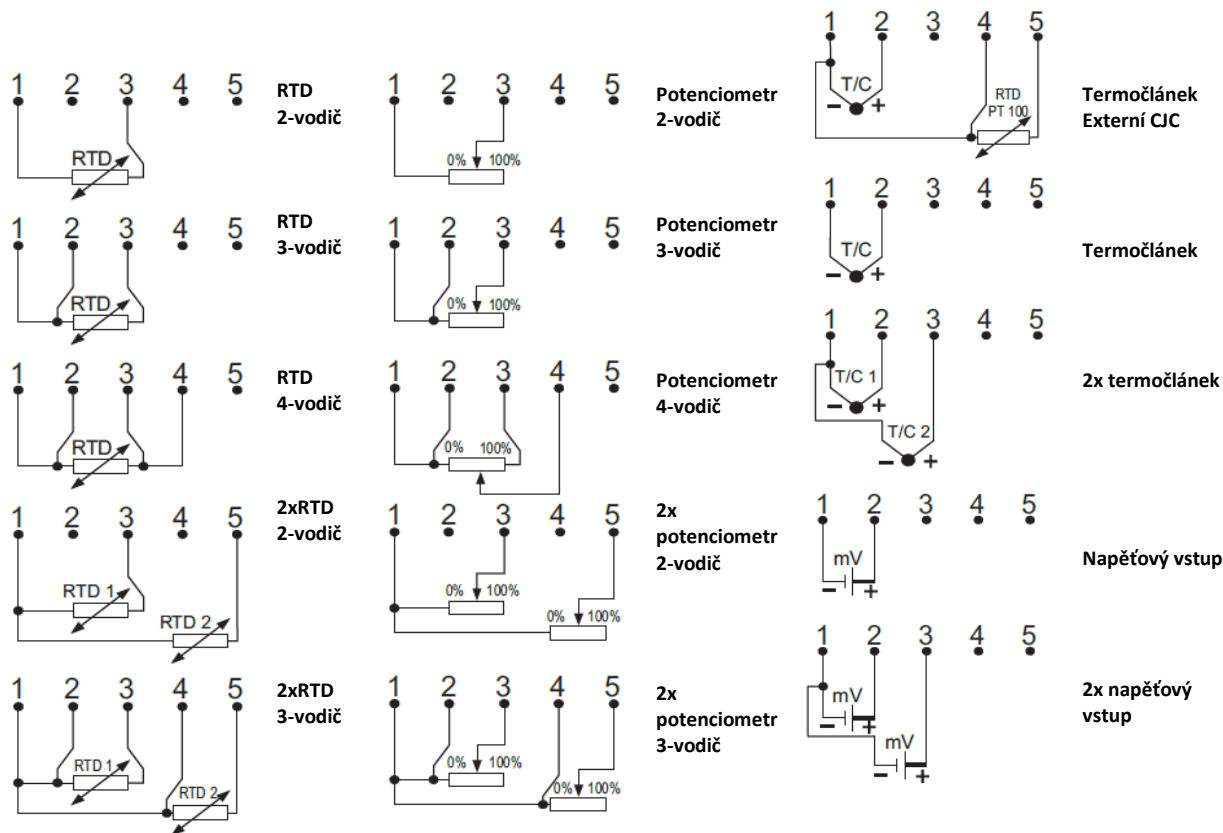 1 2 3 4 5
RTD
RTD
2-vodič
1 2 3 4 5
RTD
RTD
3-vodič
1 2 3 4 5
RTD
RTD
4-vodič
1 2 3 4 5
RTD 1
RTD 2
2xRTD
2-vodič
1 2 3 4 5
RTD 1
RTD 2
2xRTD
3-vodič
1 2 3 4 5
0% 100%
Potenciometr
2-vodič
1 2 3 4 5
0% 100%
Potenciometr
3-vodič
1 2 3 4 5
0% 100%
Potenciometr
4-vodič
1 2 3 4 5
0% 100%
0% 100%
2x
potenciometr
2-vodič
1 2 3 4 5
0% 100%
0% 100%
2x
potenciometr
3-vodič
1 2 3 4 5
T/C
− +
RTD
PT 100
Termočlánek
Externí CJC
1 2 3 4 5
T/C
− +
Termočlánek
1 2 3 4 5
T/C 1
− +
T/C 2
− +
2x termočlánek
1 2 3 4 5
mV
− +
Napěťový vstup
1 2 3 4 5
mV
− +
mV
− +
2x napěťový
vstup